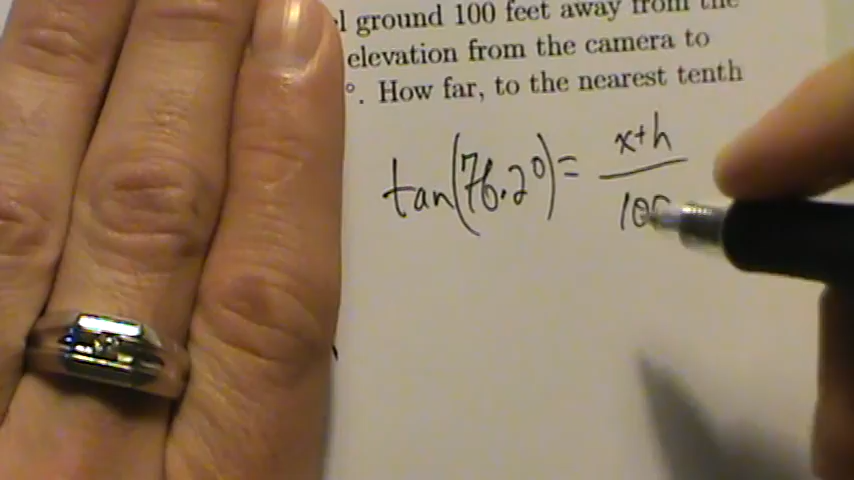 ground 100 feet away from the
elevation from the camera to
°. How far, to the nearest tenth
tan(76.2°) = x+h
100